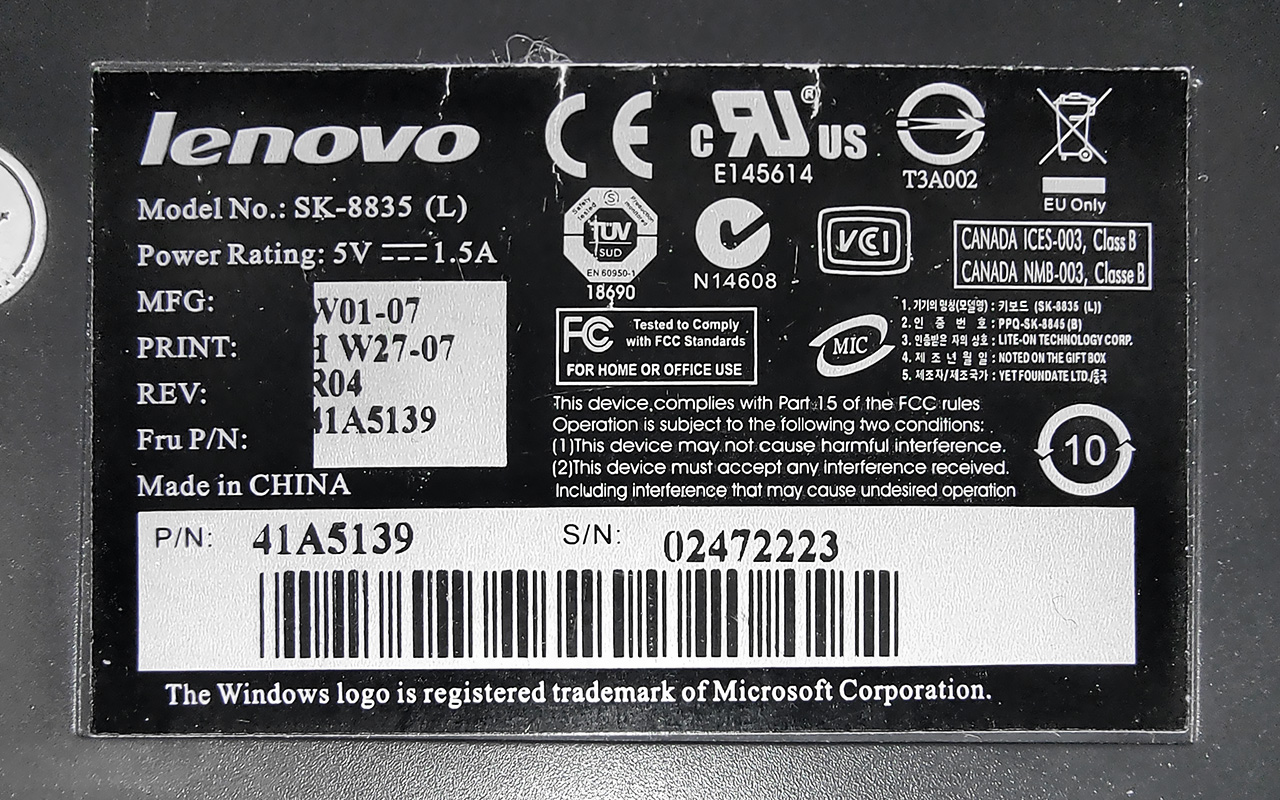 lenovo
Model No.: SK-8835 (L)
Power Rating: 5V 1.5A
MFG: W01-07
PRINT: H W27-07
REV: R04
Fru P/N: 41A5139
Made in CHINA
CE
C RU ® US
E145614
T3A002
EU Only
Safety tested S Production monitored
TUV
SUD
EN 60950-1
18690
N14608
VCI
CANADA ICES-003, Class B
CANADA NMB-003, Classe B
FC Tested to Comply
with FCC Standards
FOR HOME OR OFFICE USE
MIC
1. 기기의 명칭(모델명) : 키보드 (SK-8835 (L))
2. 인 증 번 호 : PPQ-SK-8845 (B)
3. 인증받은 자의 상호 : LITE-ON TECHNOLOGY CORP.
4. 제 조 년 월 일 : NOTED ON THE GIFT BOX
5. 제조자/제조국가 : YET FOUNDATE LTD./중국
This device complies with Part 15 of the FCC rules
Operation is subject to the following two conditions:
(1)This device may not cause harmful interference.
(2)This device must accept any interference received.
Including interference that may cause undesired operation
10
P/N: 41A5139 S/N: 02472223
The Windows logo is registered trademark of Microsoft Corporation.